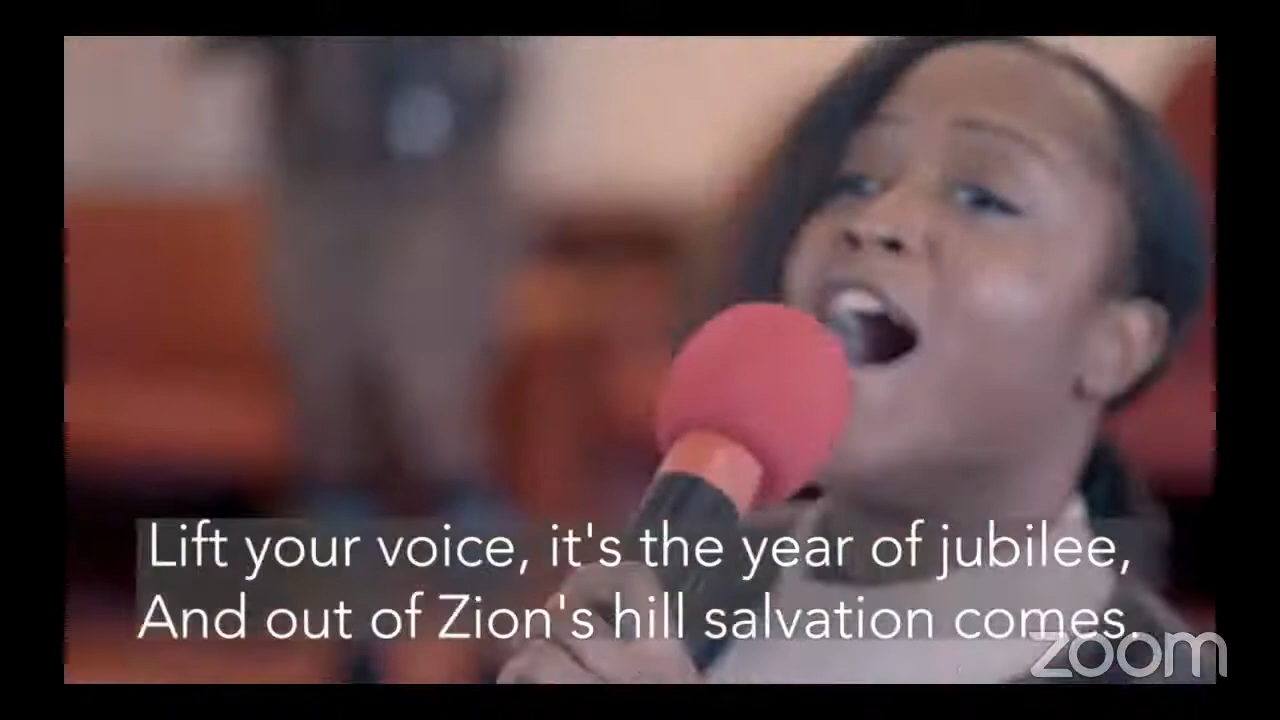 Lift your voice, it's the year of jubilee,
And out of Zion's hill salvation comes.
zoom